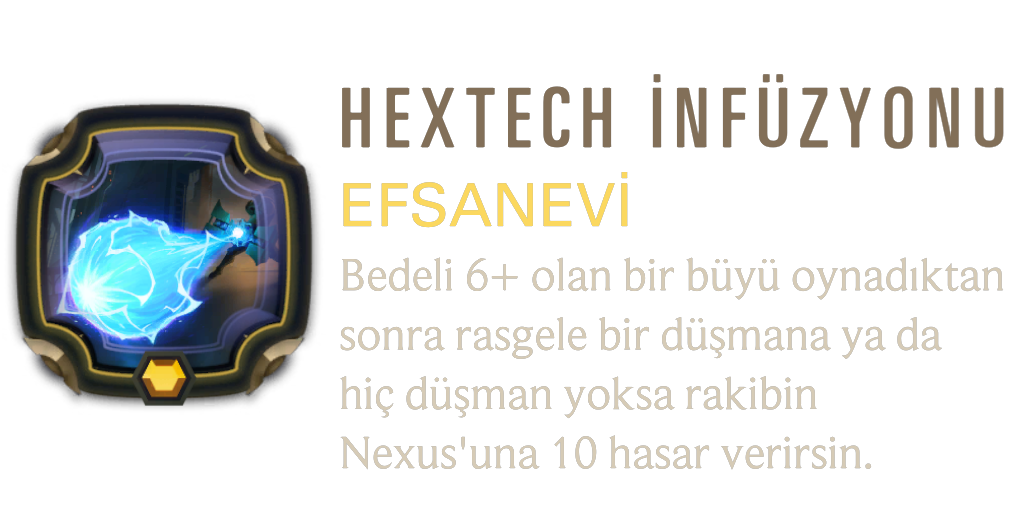 HEXTECH İNFÜZYONU
EFSANEVİ
Bedeli 6+ olan bir büyü oynadıktan
sonra rasgele bir düşmana ya da
hiç düşman yoksa rakibin
Nexus'una 10 hasar verirsin.